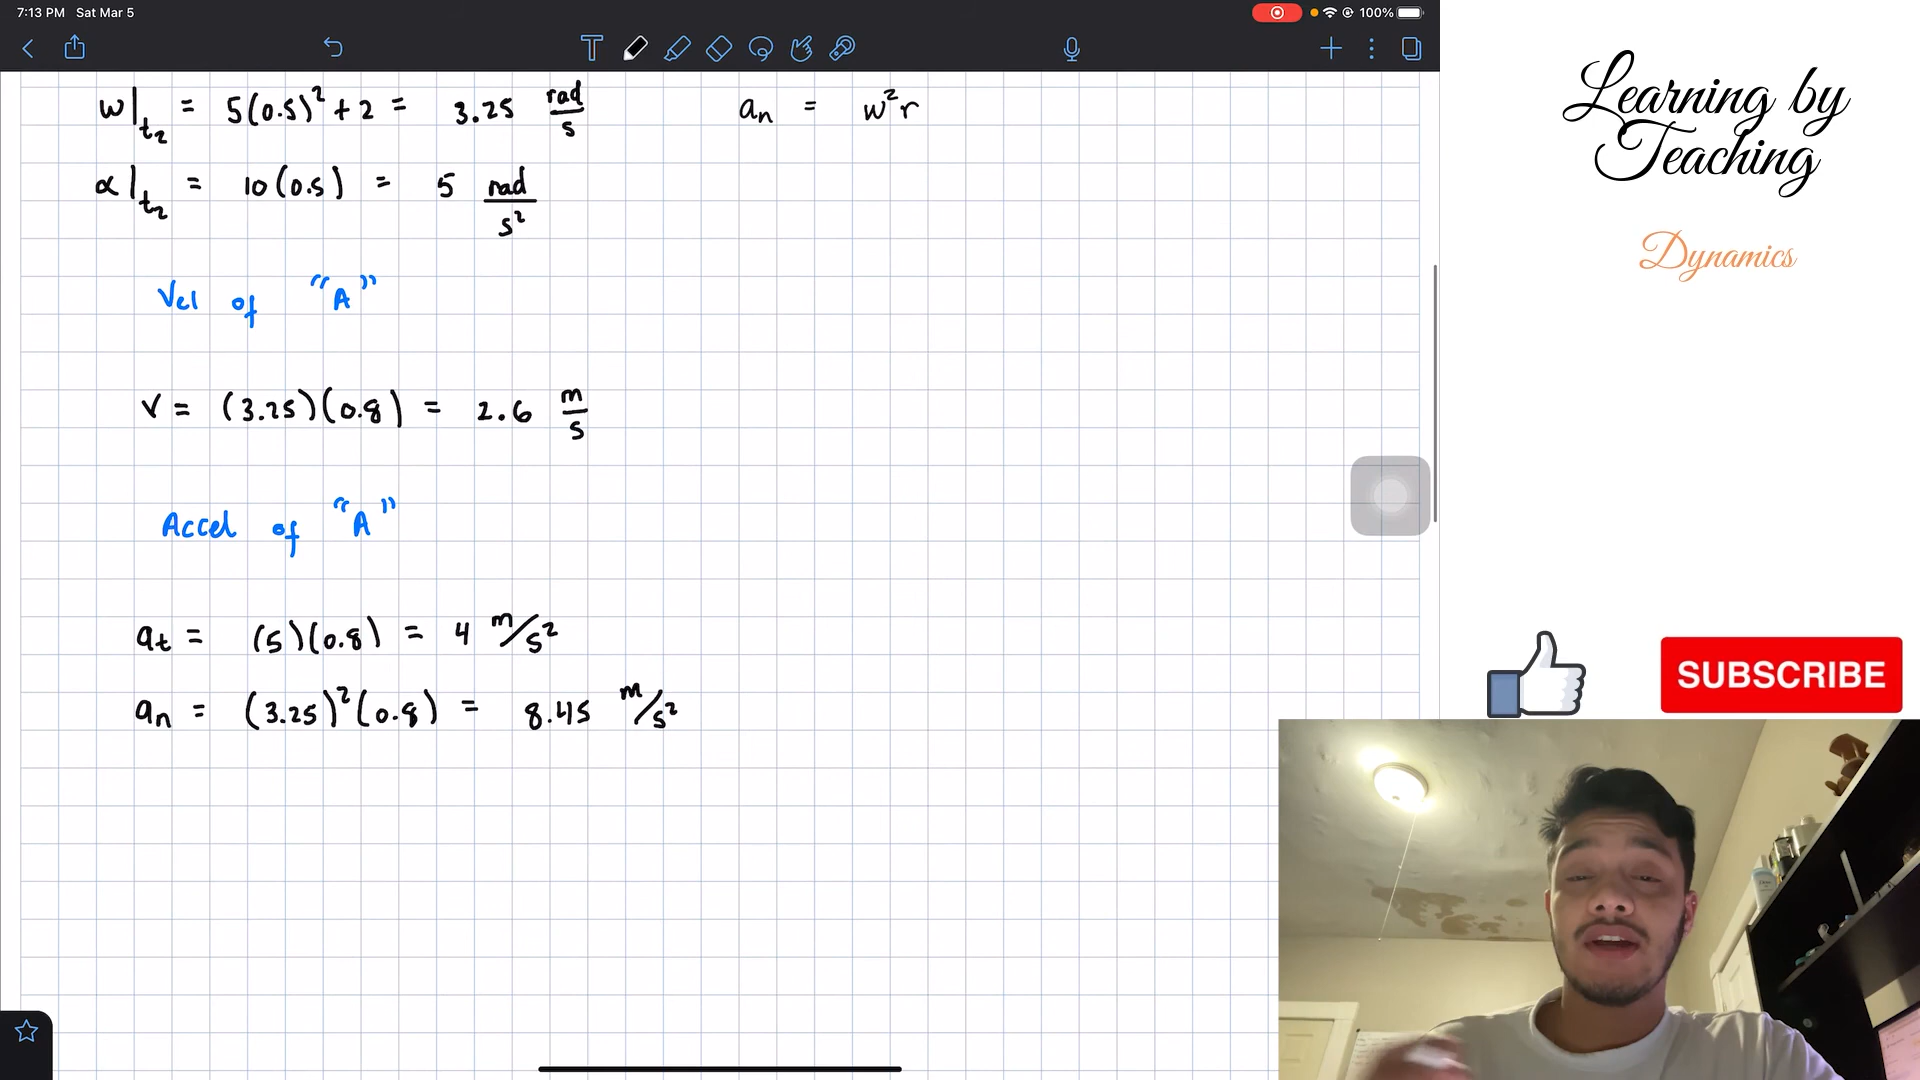 7:13 PM Sat Mar 5
100%
w|t₂ = 5(0.5)² + 2 = 3.25 rad/s
aₙ = w²r
α|t₂ = 10(0.5) = 5 rad/s²
Vel of "A"
v = (3.25)(0.8) = 2.6 m/s
Accel of "A"
at = (5)(0.8) = 4 m/s²
aₙ = (3.25)²(0.8) = 8.45 m/s²
Learning by
Teaching
Dynamics
SUBSCRIBE